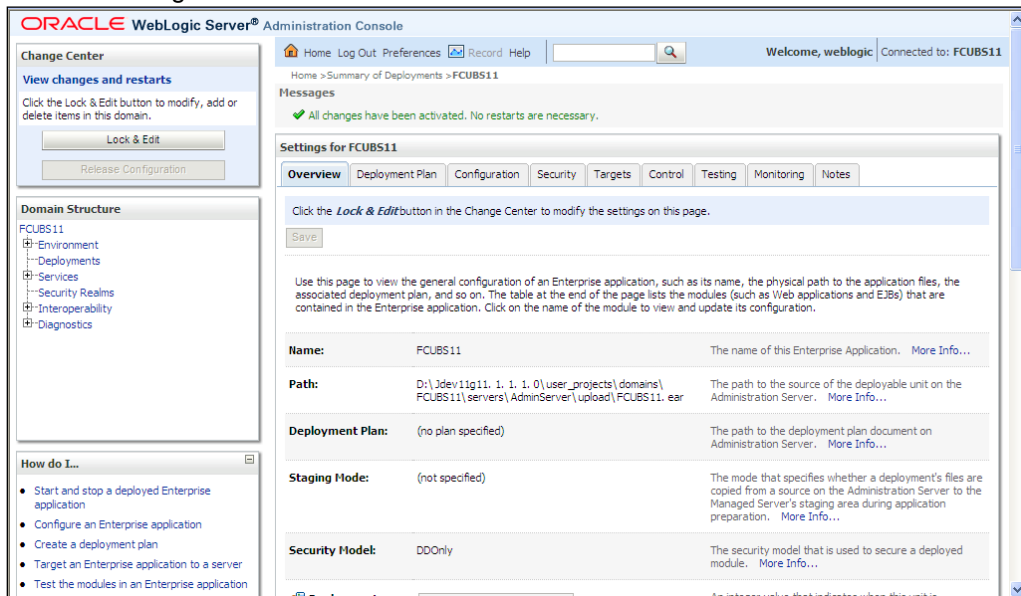 ORACLE WebLogic Server® Administration Console
Change Center
View changes and restarts
Click the Lock & Edit button to modify, add or
delete items in this domain.
Lock & Edit
Release Configuration
Domain Structure
FCUBS11
Environment
Deployments
Services
Security Realms
Interoperability
Diagnostics
How do I...
Start and stop a deployed Enterprise
application
Configure an Enterprise application
Create a deployment plan
Target an Enterprise application to a server
Test the modules in an Enterprise application
Home Log Out Preferences Record Help
Welcome, weblogic Connected to: FCUBS11
Home >Summary of Deployments >FCUBS11
Messages
All changes have been activated. No restarts are necessary.
Settings for FCUBS11
Overview Deployment Plan Configuration Security Targets Control Testing Monitoring Notes
Click the Lock & Edit button in the Change Center to modify the settings on this page.
Save
Use this page to view the general configuration of an Enterprise application, such as its name, the physical path to the application files, the
associated deployment plan, and so on. The table at the end of the page lists the modules (such as Web applications and EJBs) that are
contained in the Enterprise application. Click on the name of the module to view and update its configuration.
Name: FCUBS11 The name of this Enterprise Application. More Info...
Path: D:\Jdev11g11. 1. 1. 1. 0\user_projects\domains\ The path to the source of the deployable unit on the
FCUBS11\servers\AdminServer\upload\FCUBS11. ear Administration Server. More Info...
Deployment Plan: (no plan specified) The path to the deployment plan document on
Administration Server. More Info...
Staging Mode: (not specified) The mode that specifies whether a deployment's files are
copied from a source on the Administration Server to the
Managed Server's staging area during application
preparation. More Info...
Security Model: DDOnly The security model that is used to secure a deployed
module. More Info...